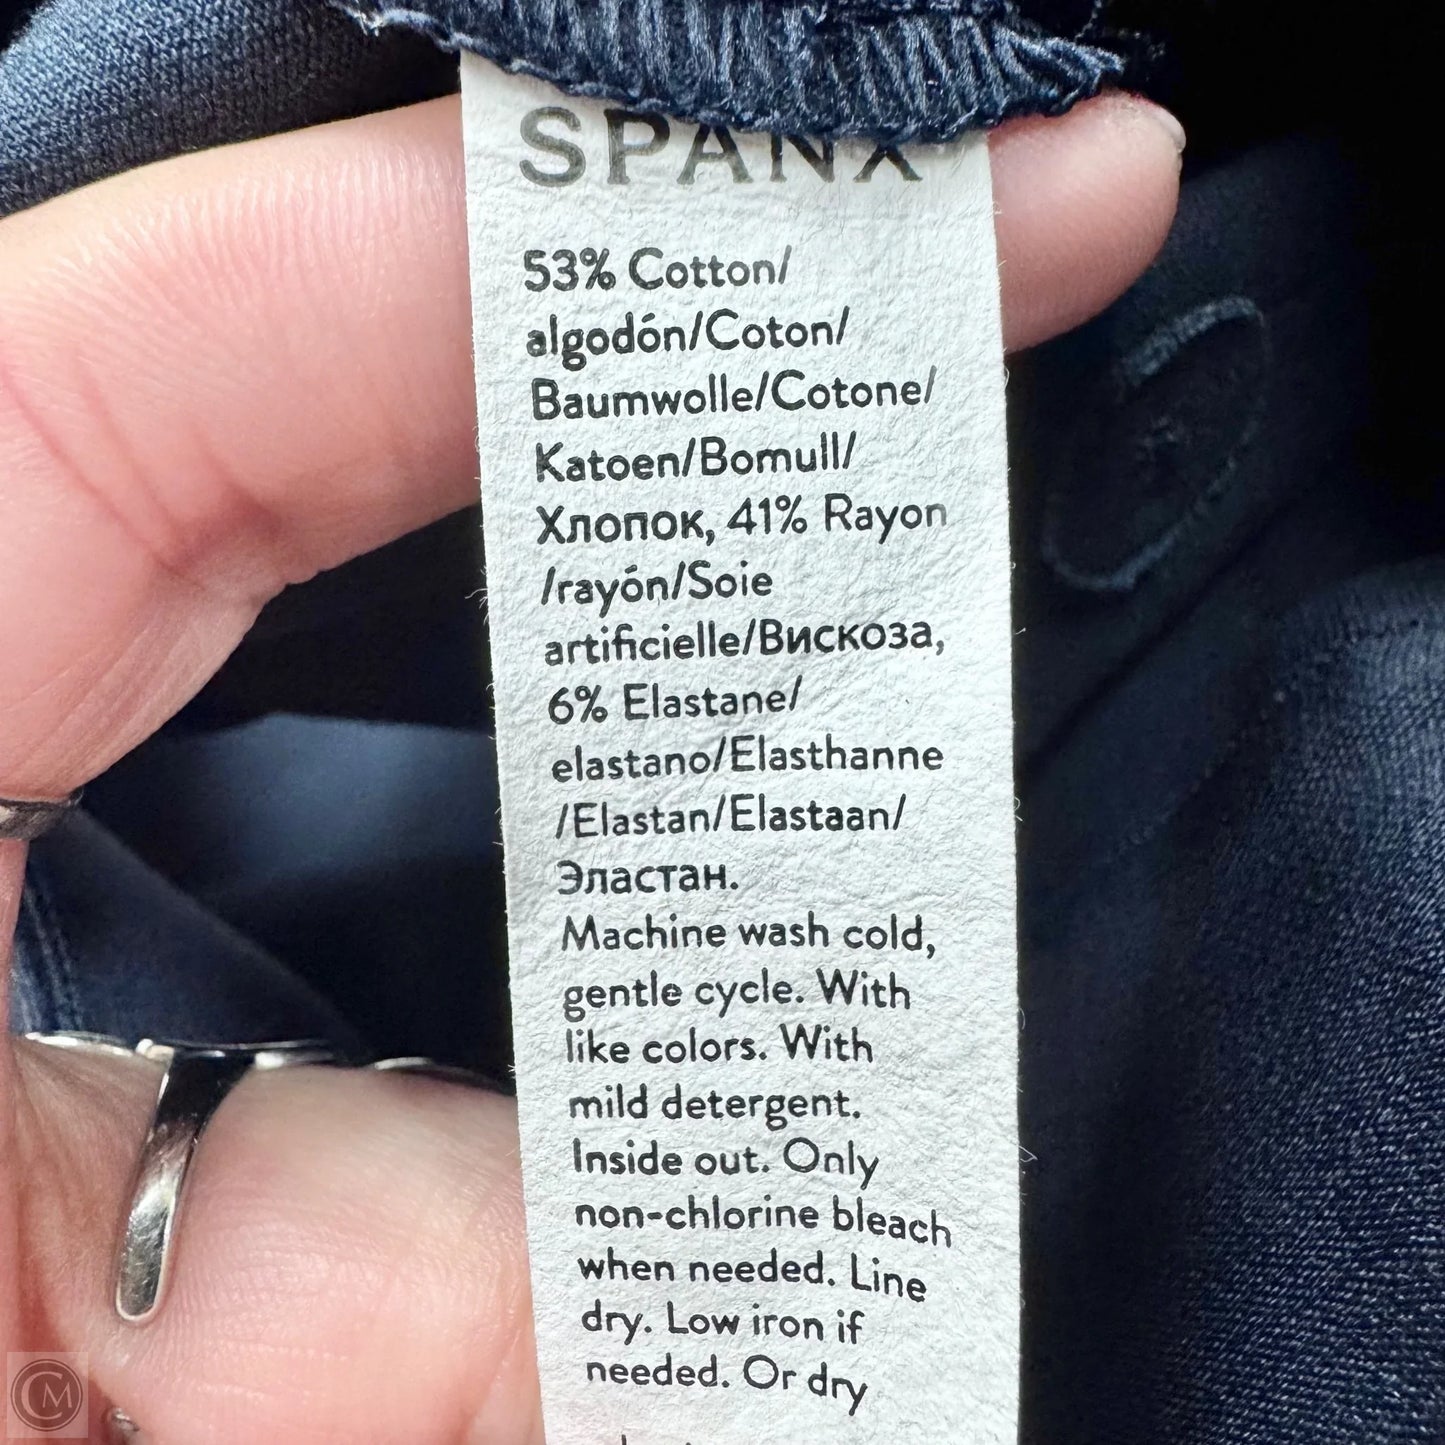 SPANX
53% Cotton/
algodón/Coton/
Baumwolle/Cotone/
Katoen/Bomull/
Хлопок, 41% Rayon
/rayón/Soie
artificielle/Вискоза,
6% Elastane/
elastano/Elasthanne
/Elastan/Elastaan/
Эластан.
Machine wash cold,
gentle cycle. With
like colors. With
mild detergent.
Inside out. Only
non-chlorine bleach
when needed. Line
dry. Low iron if
needed. Or dry
CM